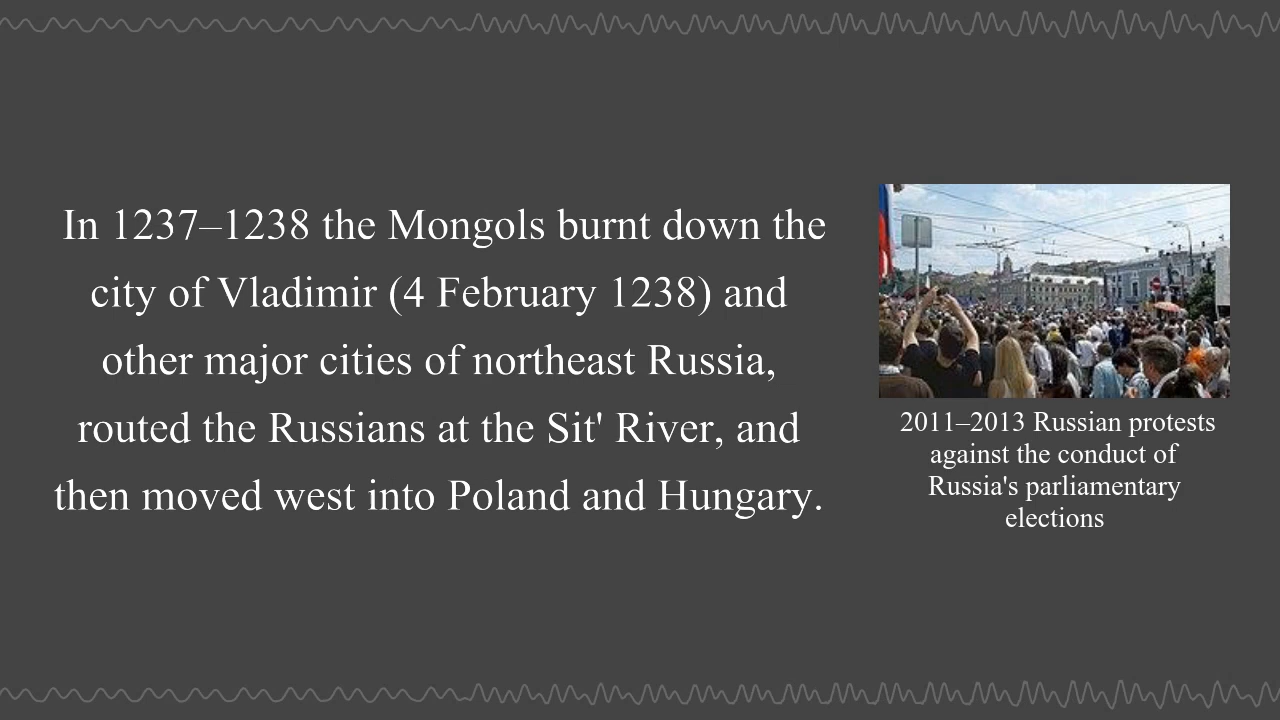 In 1237–1238 the Mongols burnt down the
city of Vladimir (4 February 1238) and
other major cities of northeast Russia,
routed the Russians at the Sit' River, and
then moved west into Poland and Hungary.
2011–2013 Russian protests
against the conduct of
Russia's parliamentary
elections